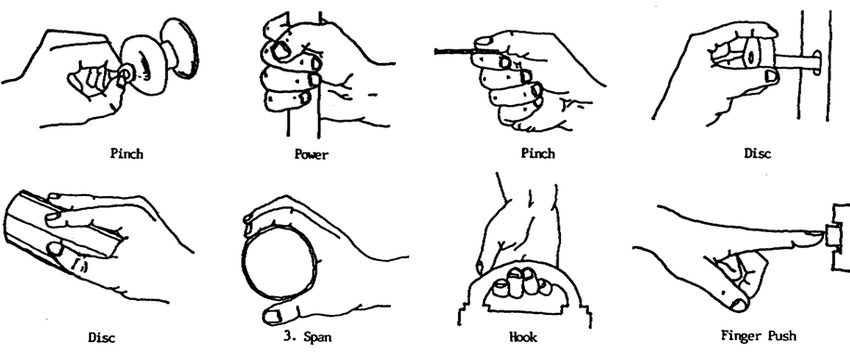 Pinch
Power
Pinch
Disc
Disc
3. Span
Hook
Finger Push